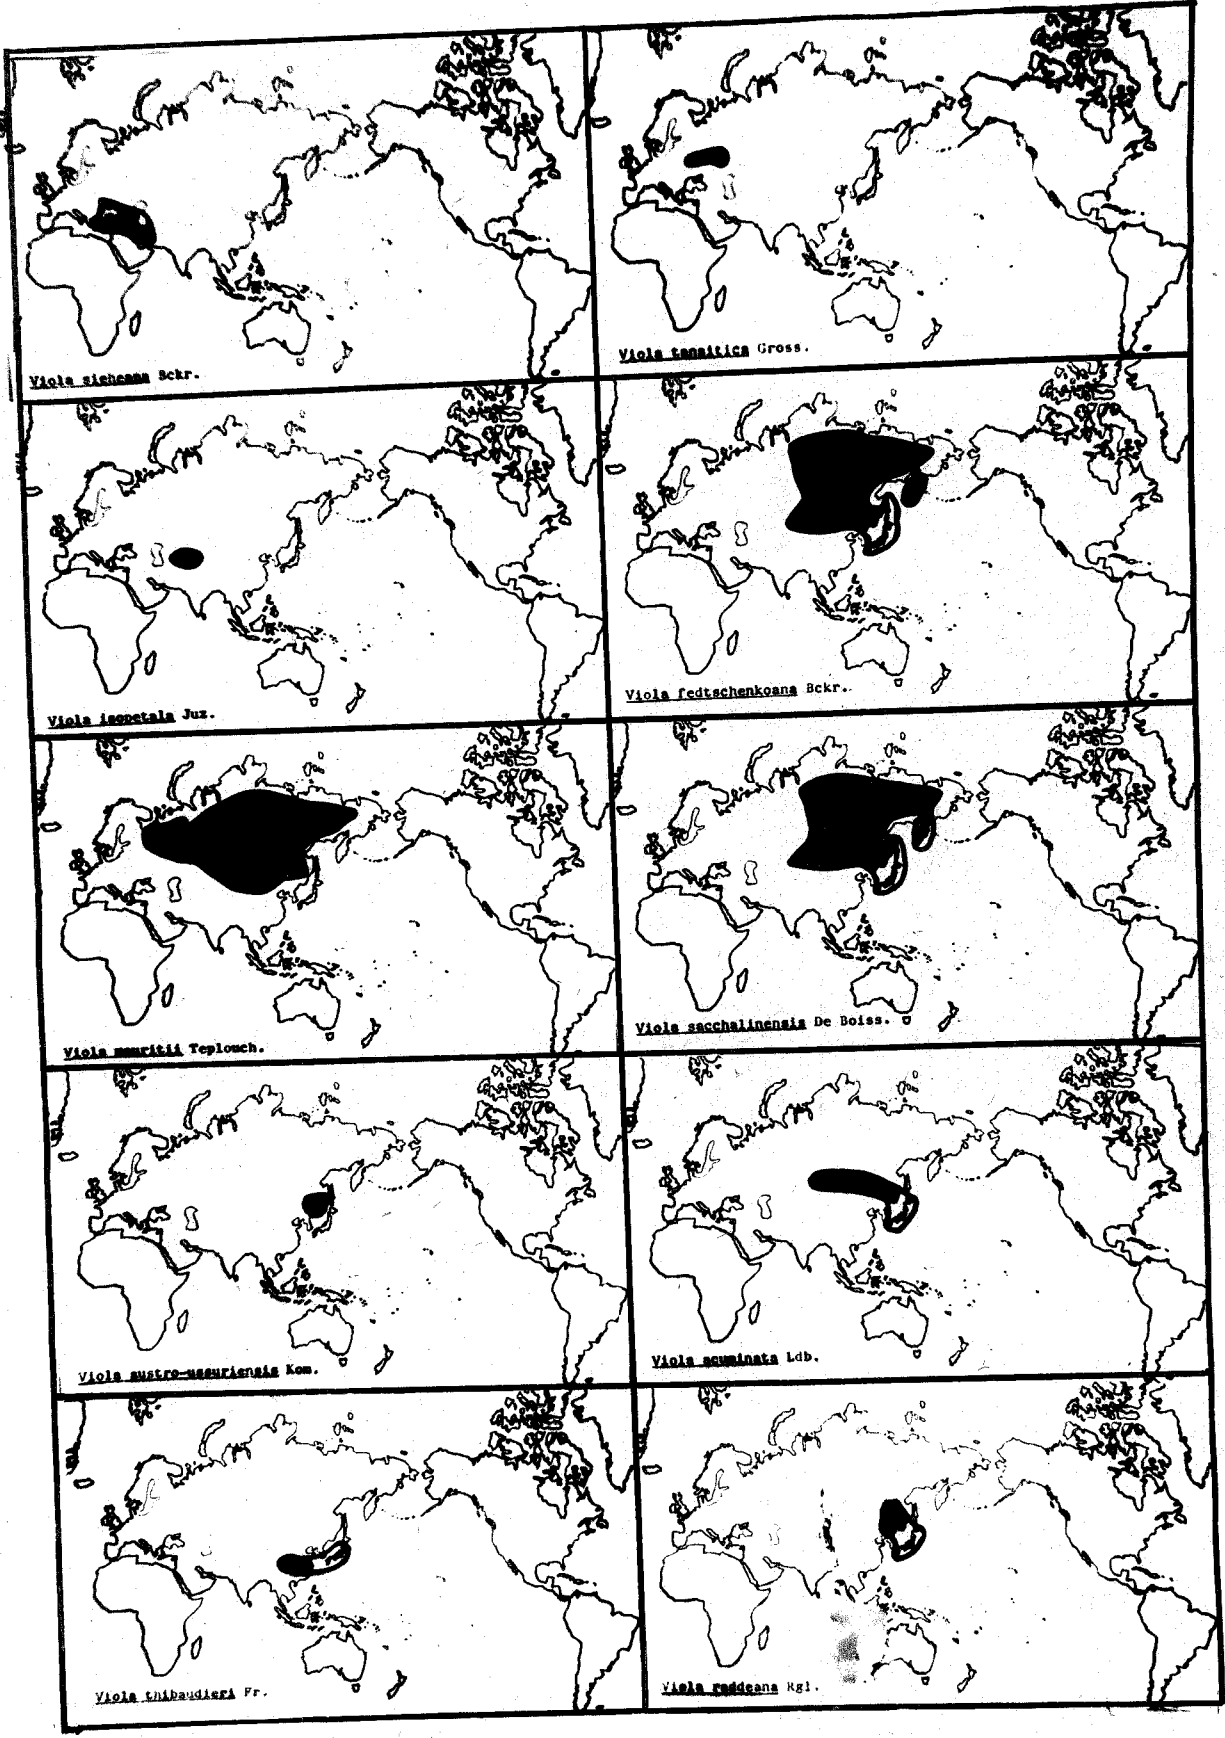 Viola sieheana Bckr.
Viola tanaitica Gross.
Viola isopetala Juz.
Viola fedtschenkoana Bckr.
Viola mauritii Teplouch.
Viola sacchalinensis De Boiss.
Viola austro-ussuriensis Kom.
Viola acuminata Ldb.
Viola thibaudieri Fr.
Viola raddeana Rgl.